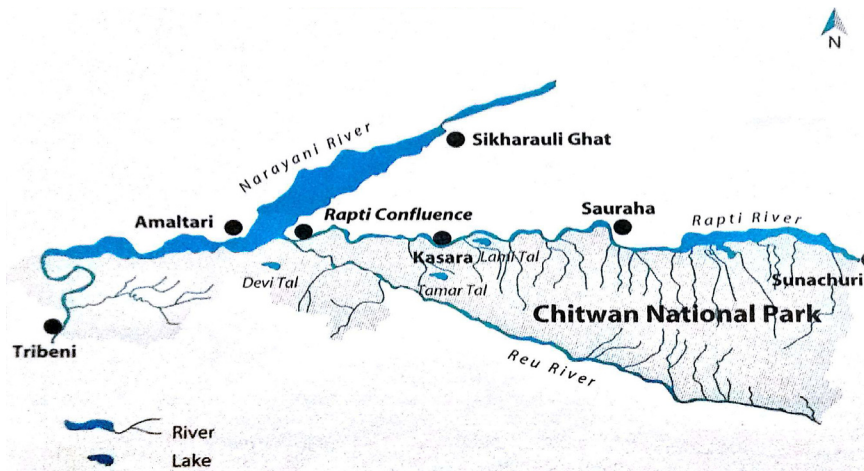 N
Narayani River
Sikharauli Ghat
Amaltari
Rapti Confluence
Sauraha
Rapti River
Kasara
Lami Tal
Sunachuri
Devi Tal
Tamar Tal
Chitwan National Park
Tribeni
Reu River
River
Lake